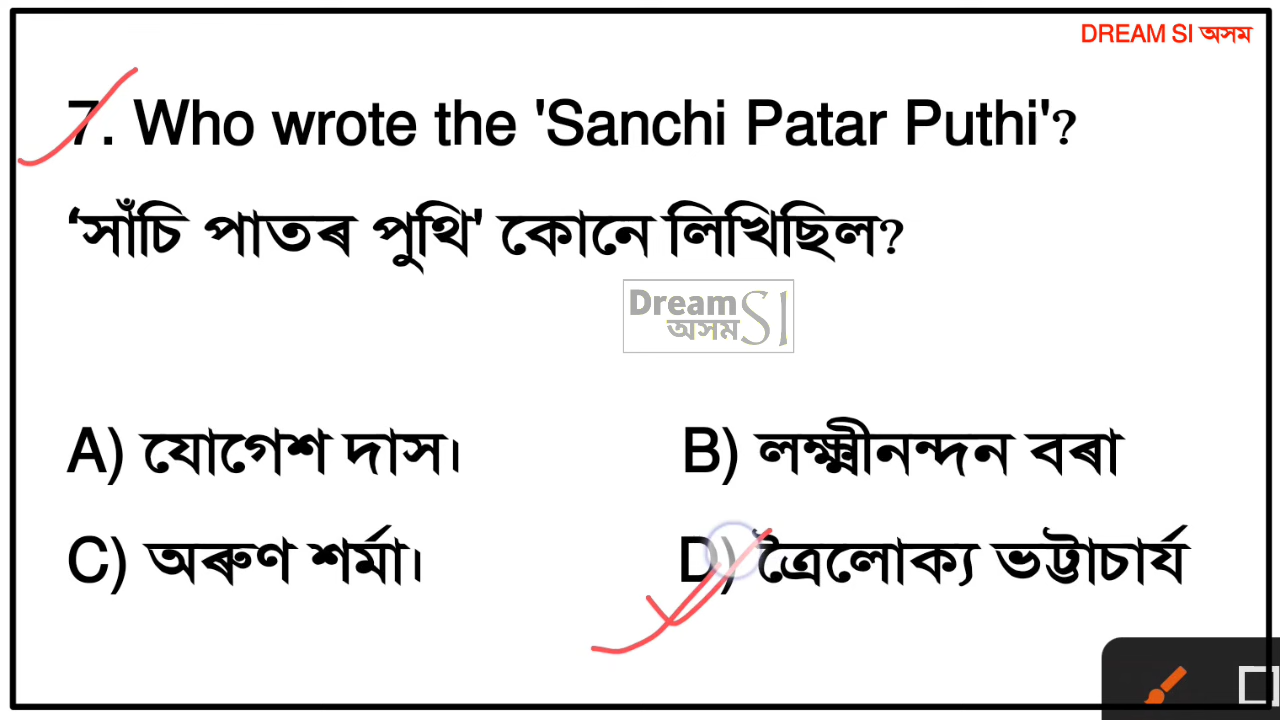 DREAM SI অসম
7. Who wrote the 'Sanchi Patar Puthi'?
‘সাঁচি পাতৰ পুথি' কোনে লিখিছিল?
Dream SI
অসম
A) যোগেশ দাস।
B) লক্ষ্মীনন্দন বৰা
C) অৰুণ শৰ্মা।
D) ত্ৰৈলোক্য ভট্টাচাৰ্য